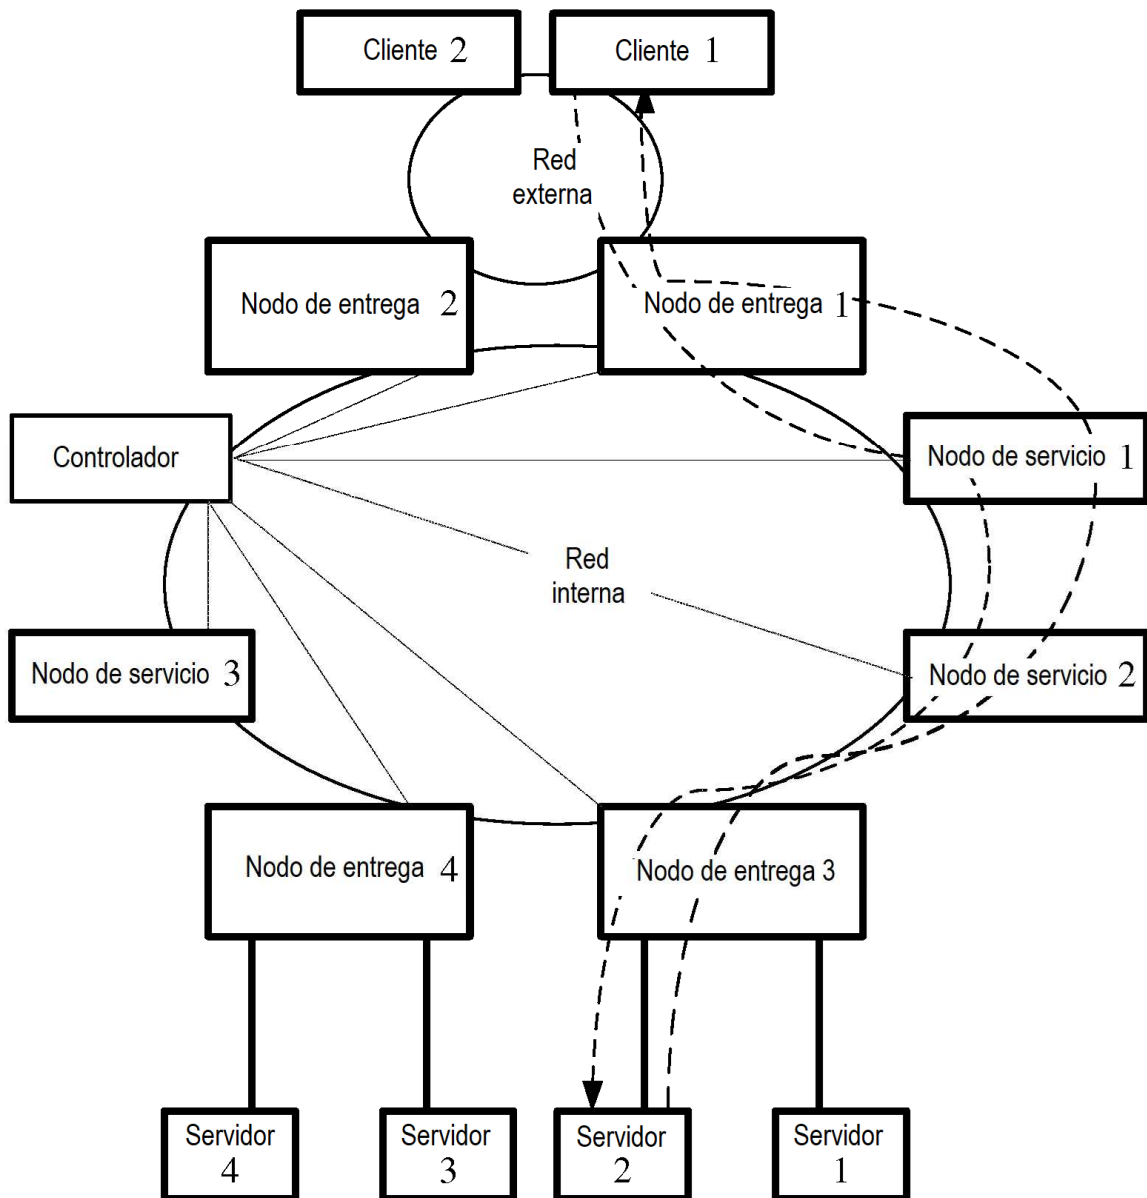 Cliente 2
Cliente 1
Red
externa
Nodo de entrega 2
Nodo de entrega 1
Controlador
Nodo de servicio 1
Red
interna
Nodo de servicio 3
Nodo de servicio 2
Nodo de entrega 4
Nodo de entrega 3
Servidor
4
Servidor
3
Servidor
2
Servidor
1